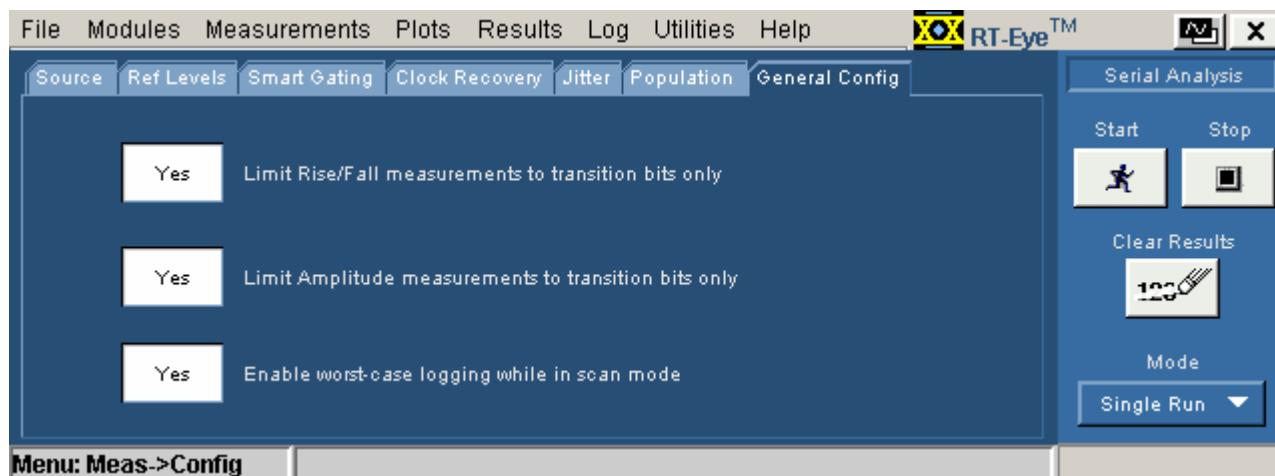 File Modules Measurements Plots Results Log Utilities Help RT-Eye™
Source Ref Levels Smart Gating Clock Recovery Jitter Population General Config
Serial Analysis
Start Stop
Yes Limit Rise/Fall measurements to transition bits only
Clear Results
Yes Limit Amplitude measurements to transition bits only
123
Mode
Yes Enable worst-case logging while in scan mode
Single Run
Menu: Meas->Config